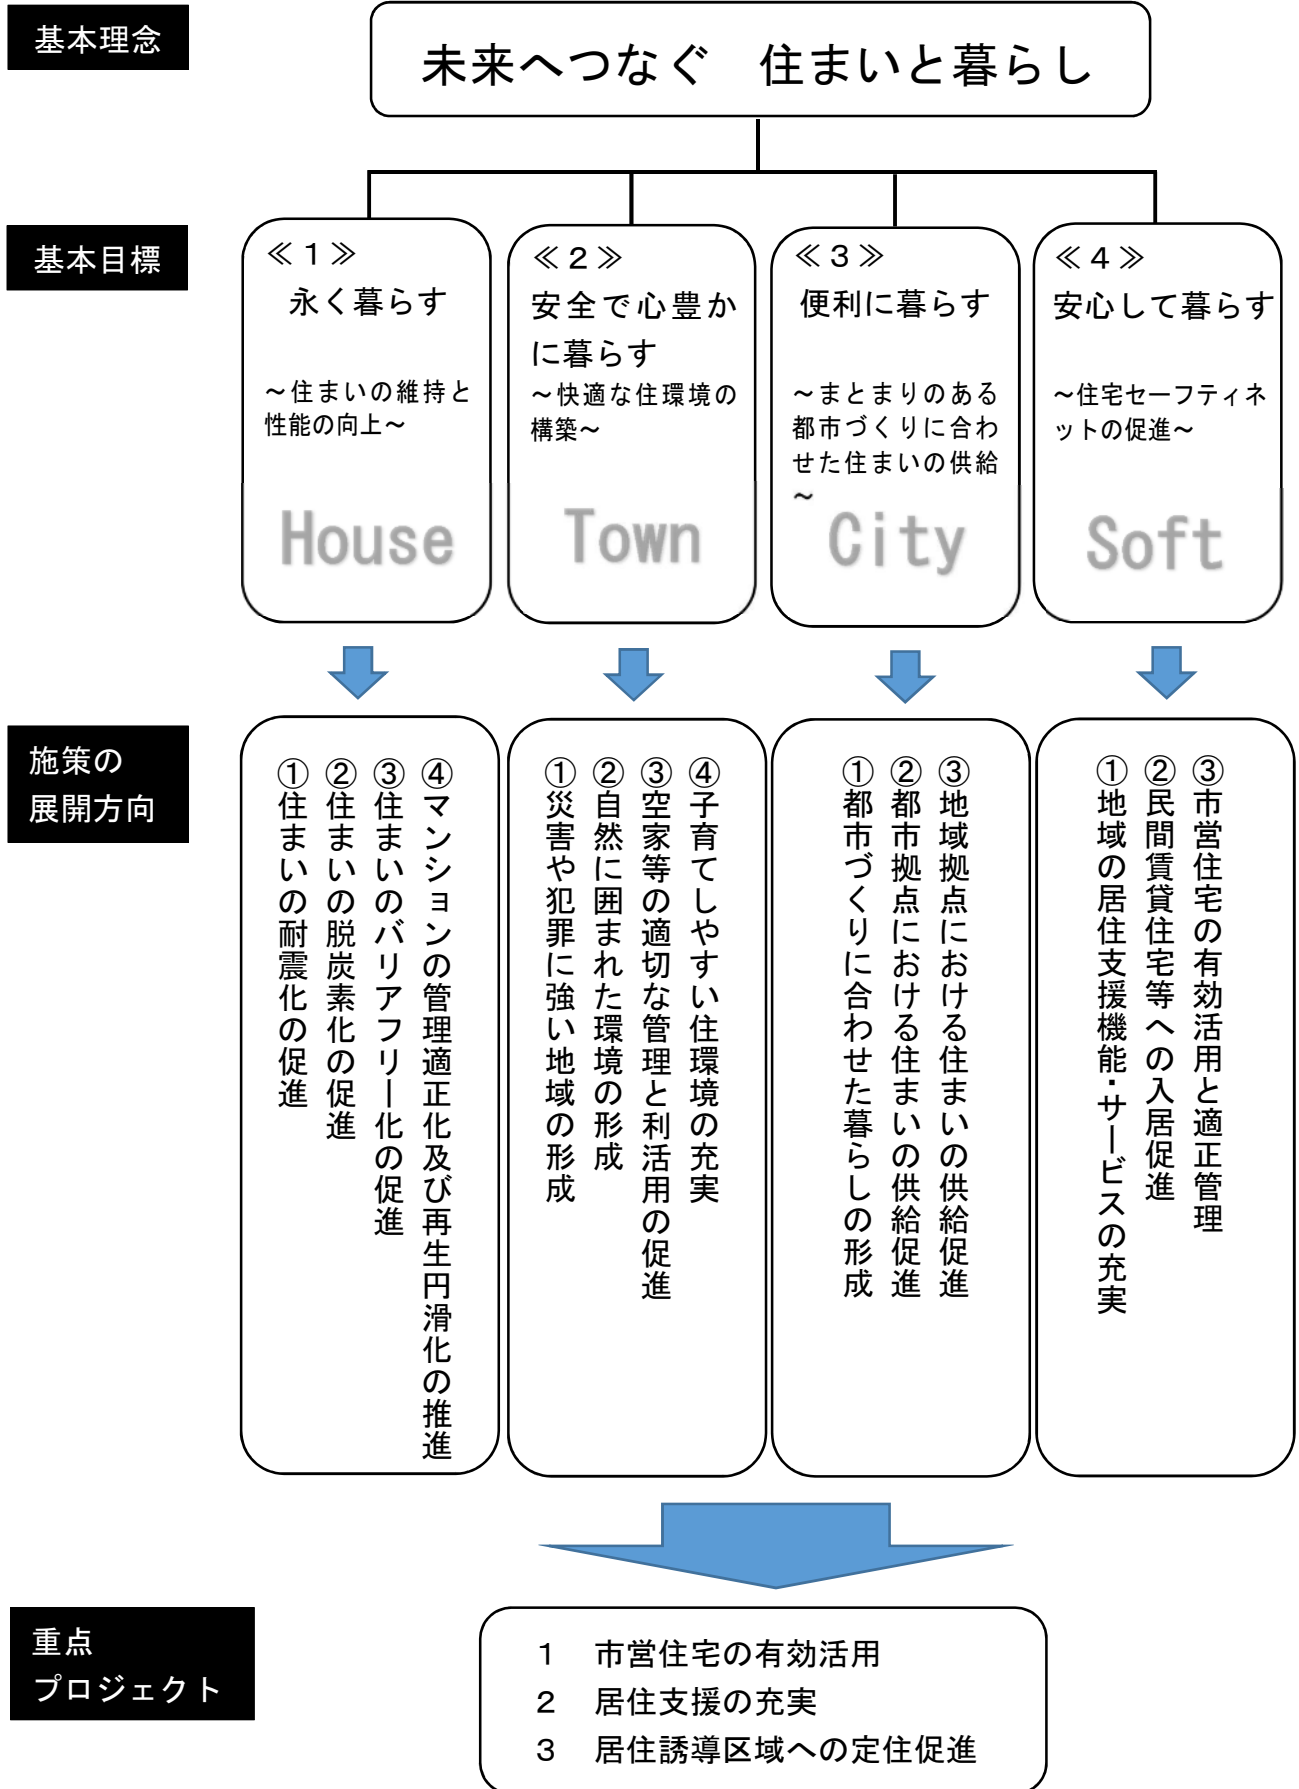 基本理念
未来へつなぐ　住まいと暮らし
基本目標
≪１≫
永く暮らす
～住まいの維持と
性能の向上～
House
≪２≫
安全で心豊か
に暮らす
～快適な住環境の
構築～
Town
≪３≫
便利に暮らす
～まとまりのある
都市づくりに合わ
せた住まいの供給
～
City
≪４≫
安心して暮らす
～住宅セーフティネ
ットの促進～
Soft
施策の
展開方向
①住まいの耐震化の促進
②住まいの脱炭素化の促進
③住まいのバリアフリー化の促進
④マンションの管理適正化及び再生円滑化の推進
①災害や犯罪に強い地域の形成
②自然に囲まれた環境の形成
③空家等の適切な管理と利活用の促進
④子育てしやすい住環境の充実
①都市づくりに合わせた暮らしの形成
②都市拠点における住まいの供給促進
③地域拠点における住まいの供給促進
①地域の居住支援機能・サービスの充実
②民間賃貸住宅等への入居促進
③市営住宅の有効活用と適正管理
重点
プロジェクト
１　市営住宅の有効活用
２　居住支援の充実
３　居住誘導区域への定住促進